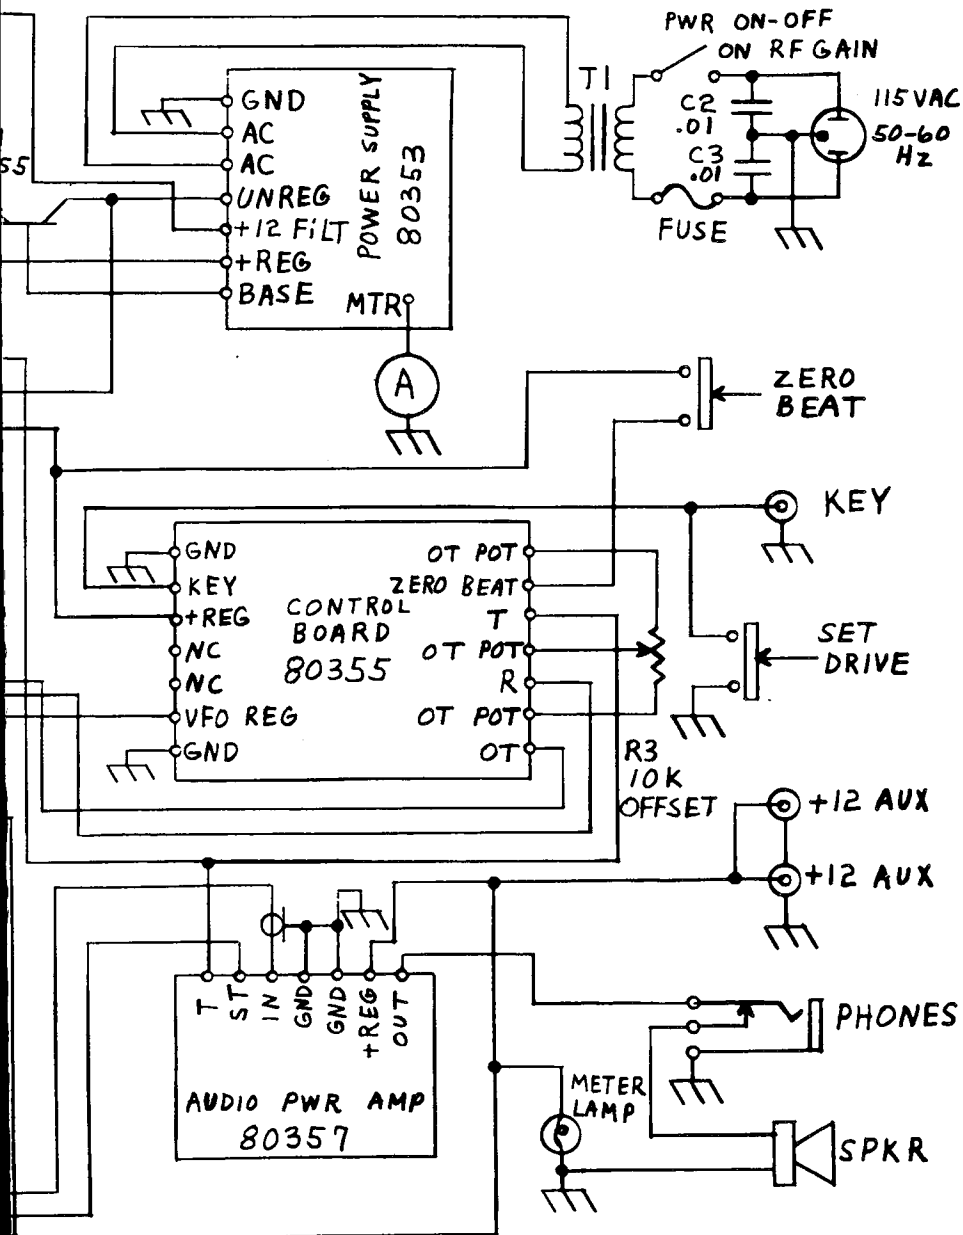 PWR ON-OFF
ON RF GAIN
T1
C2
.01
C3
.01
115 VAC
50-60
Hz
FUSE
GND
AC
AC
UNREG
+12 FiLT
+REG
BASE
POWER SUPPLY
80353
MTR
A
55
ZERO
BEAT
KEY
GND
KEY
+REG
NC
NC
VFO REG
GND
CONTROL
BOARD
80355
OT POT
ZERO BEAT
T
OT POT
R
OT POT
OT
SET
DRIVE
R3
10K
OFFSET
+12 AUX
+12 AUX
T
ST
IN
GND
GND
+REG
OUT
AUDIO PWR AMP
80357
PHONES
METER
LAMP
SPKR